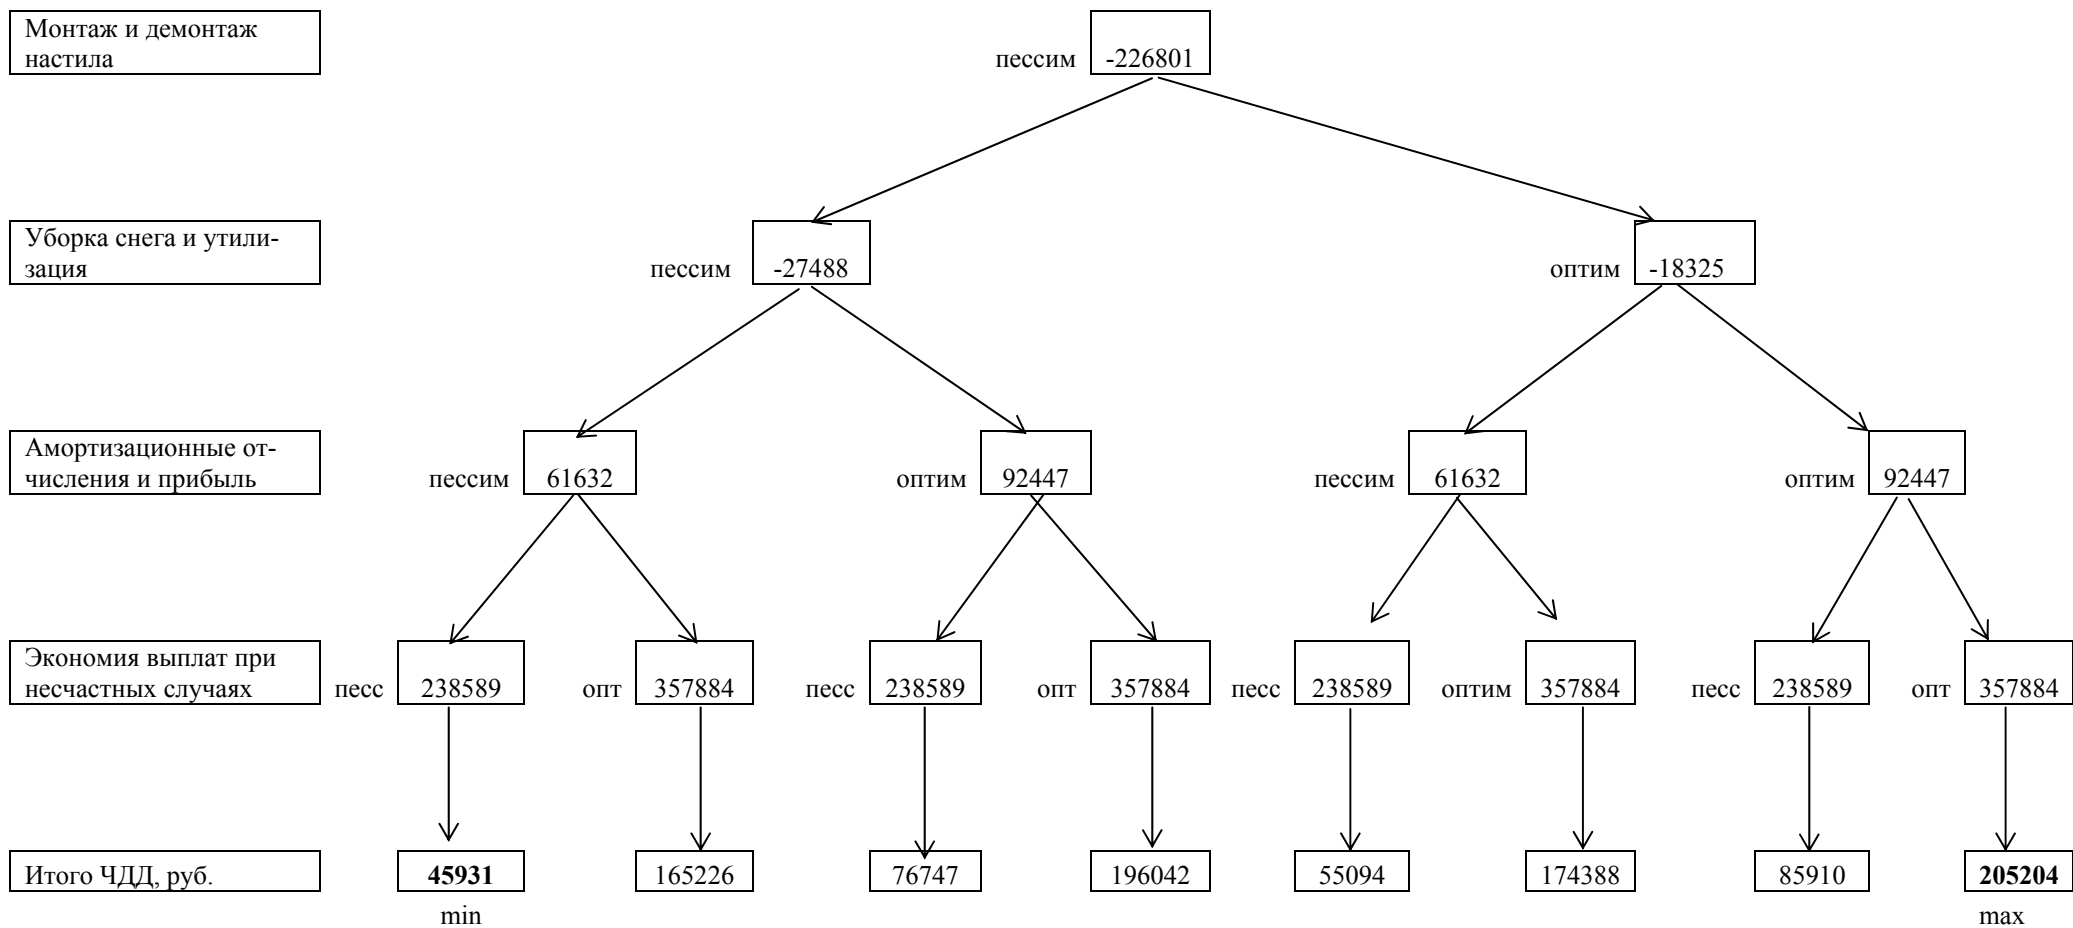 Монтаж и демонтаж
настила
пессим -226801
Уборка снега и утили-
зация
пессим -27488 оптим -18325
Амортизационные от-
числения и прибыль
пессим 61632 оптим 92447 пессим 61632 оптим 92447
Экономия выплат при
несчастных случаях
песс 238589 опт 357884 песс 238589 опт 357884 песс 238589 оптим 357884 песс 238589 опт 357884
Итого ЧДД, руб. 45931 165226 76747 196042 55094 174388 85910 205204
min max